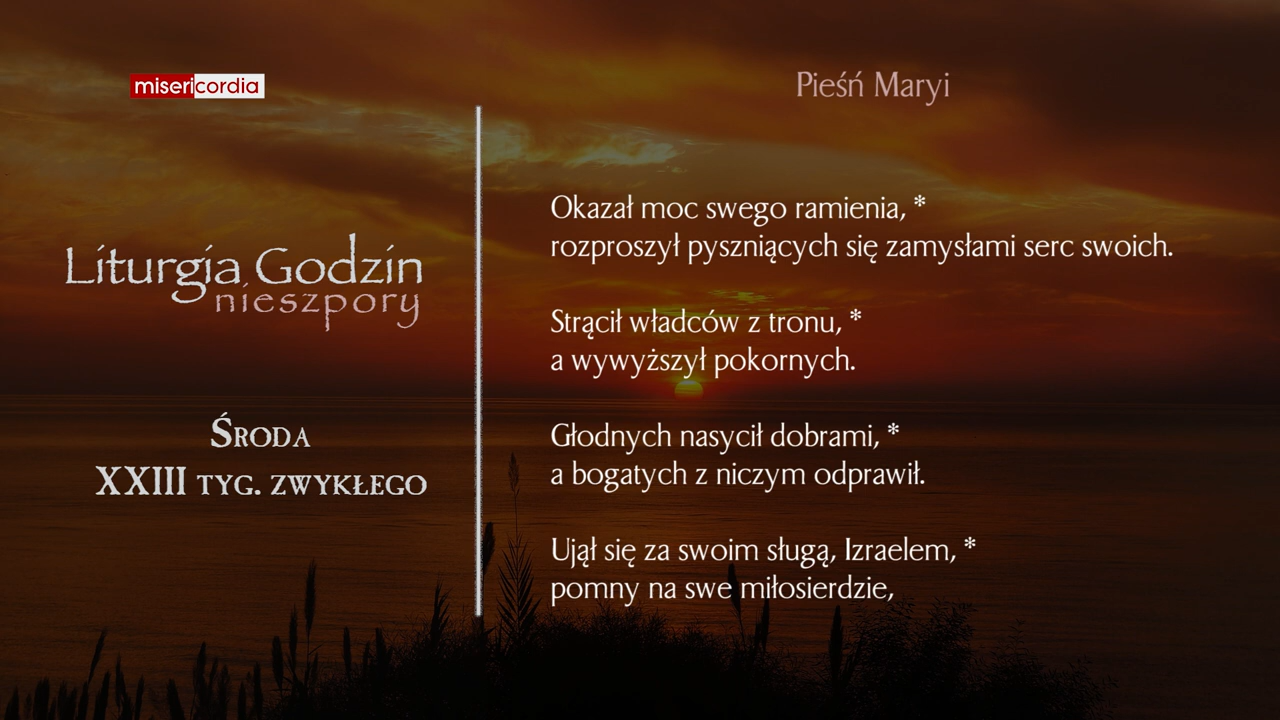 misericordia
Pieśń Maryi
Liturgia Godzin
nieszpory
Środa
XXIII tyg. zwykłego
Okazał moc swego ramienia, *
rozproszył pyszniących się zamysłami serc swoich.
Strącił władców z tronu, *
a wywyższył pokornych.
Głodnych nasycił dobrami, *
a bogatych z niczym odprawił.
Ujął się za swoim sługą, Izraelem, *
pomny na swe miłosierdzie,